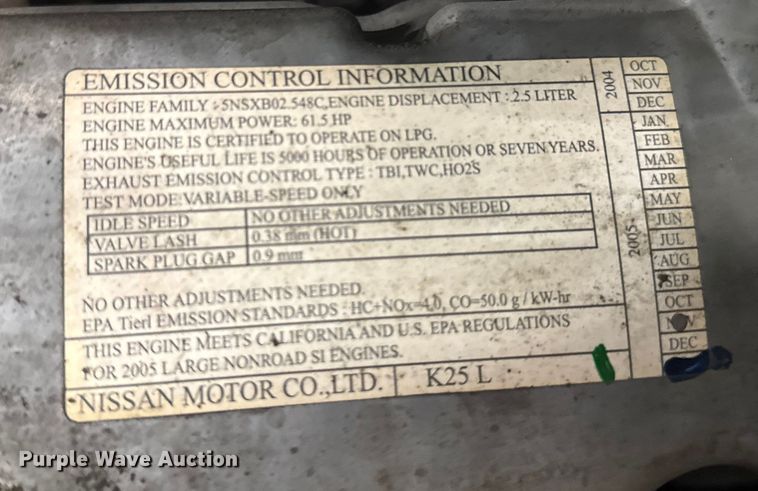 EMISSION CONTROL INFORMATION
ENGINE FAMILY : 5NSXB02.548C,ENGINE DISPLACEMENT : 2.5 LITER
ENGINE MAXIMUM POWER: 61.5 HP
THIS ENGINE IS CERTIFIED TO OPERATE ON LPG.
ENGINE'S USEFUL LIFE IS 5000 HOURS OF OPERATION OR SEVEN YEARS.
EXHAUST EMISSION CONTROL TYPE : TBI,TWC,HO2S
TEST MODE:VARIABLE-SPEED ONLY
IDLE SPEED NO OTHER ADJUSTMENTS NEEDED
VALVE LASH 0.38 mm (HOT)
SPARK PLUG GAP 0.9 mm
NO OTHER ADJUSTMENTS NEEDED.
EPA Tier1 EMISSION STANDARDS : HC+NOx=4.0, CO=50.0 g / kW-hr
THIS ENGINE MEETS CALIFORNIA AND U.S. EPA REGULATIONS
FOR 2005 LARGE NONROAD SI ENGINES.
NISSAN MOTOR CO.,LTD. K25 L
2004
OCT
NOV
DEC
2005
JAN
FEB
MAR
APR
MAY
JUN
JUL
AUG
SEP
OCT
NOV
DEC
Purple Wave Auction